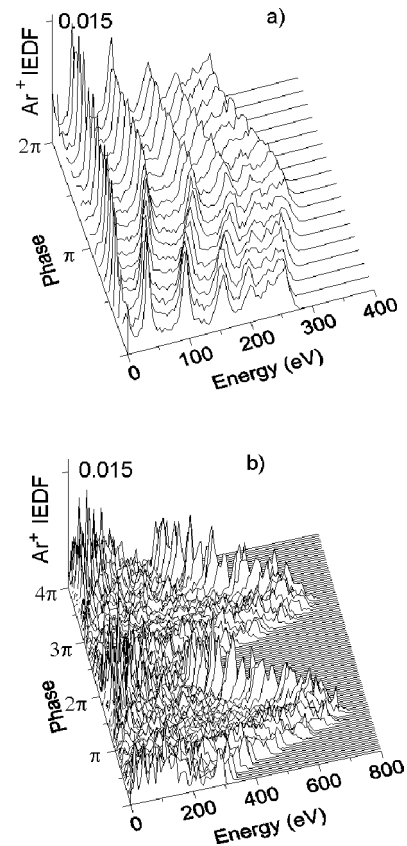 a)
0.015
Ar⁺ IEDF
2π
π
Phase
0
100
200
300
400
Energy (eV)
b)
0.015
Ar⁺ IEDF
4π
3π
2π
π
Phase
0
200
400
600
800
Energy (eV)